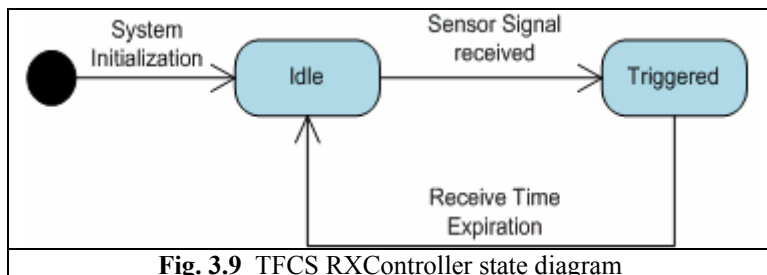 System
Initialization
Idle
Sensor Signal
received
Triggered
Receive Time
Expiration
Fig. 3.9 TFCS RXController state diagram